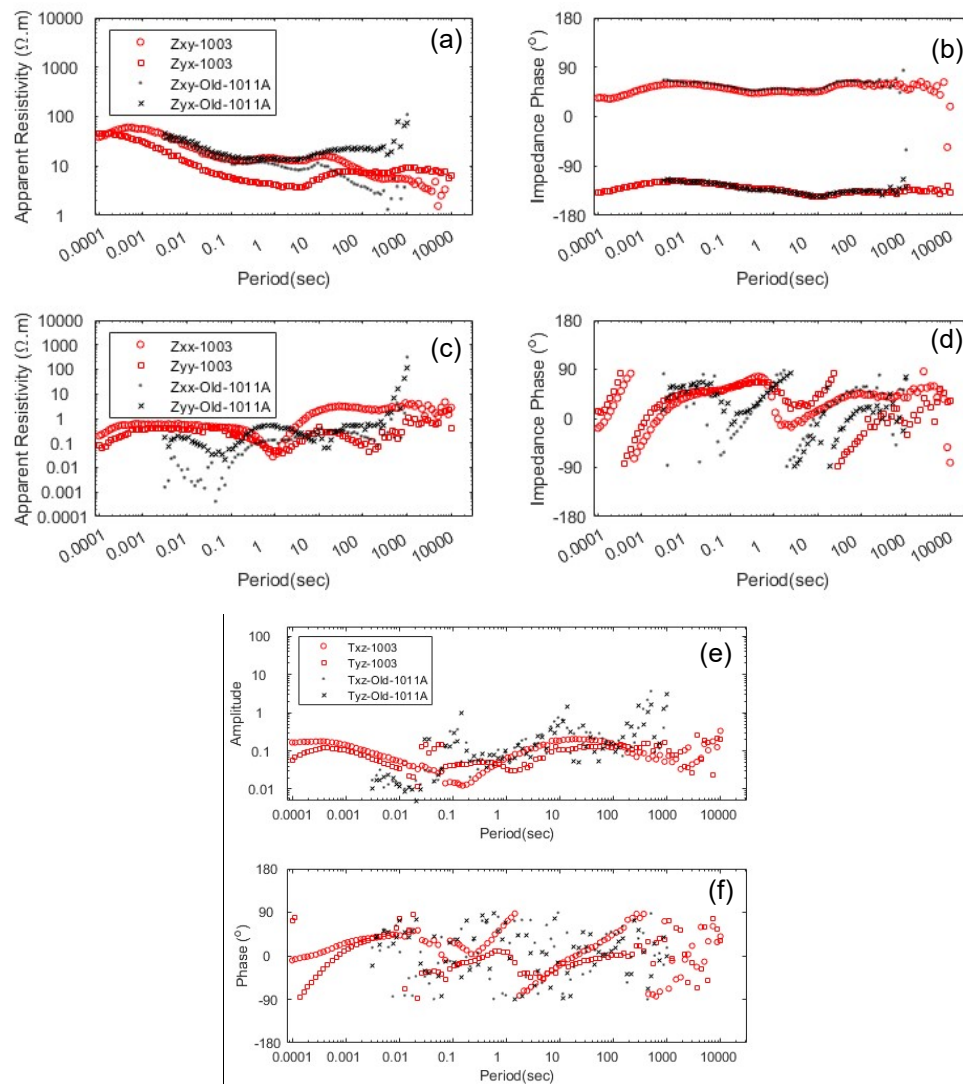 (a)
Apparent Resistivity (Ω.m)
10000
1000
100
10
1
Zxy-1003
Zyx-1003
Zxy-Old-1011A
Zyx-Old-1011A
0.0001
0.001
0.01
0.1
1
10
100
1000
10000
Period(sec)
(b)
Impedance Phase (°)
180
90
0
-90
-180
0.0001
0.001
0.01
0.1
1
10
100
1000
10000
Period(sec)
(c)
Apparent Resistivity (Ω.m)
10000
1000
100
10
1
0.1
0.01
0.001
0.0001
Zxx-1003
Zyy-1003
Zxx-Old-1011A
Zyy-Old-1011A
0.0001
0.001
0.01
0.1
1
10
100
1000
10000
Period(sec)
(d)
Impedance Phase (°)
180
90
0
-90
-180
0.0001
0.001
0.01
0.1
1
10
100
1000
10000
Period(sec)
(e)
Amplitude
100
10
1
0.1
0.01
Txz-1003
Tyz-1003
Txz-Old-1011A
Tyz-Old-1011A
0.0001
0.001
0.01
0.1
1
10
100
1000
10000
Period(sec)
(f)
Phase (°)
180
90
0
-90
-180
0.0001
0.001
0.01
0.1
1
10
100
1000
10000
Period(sec)